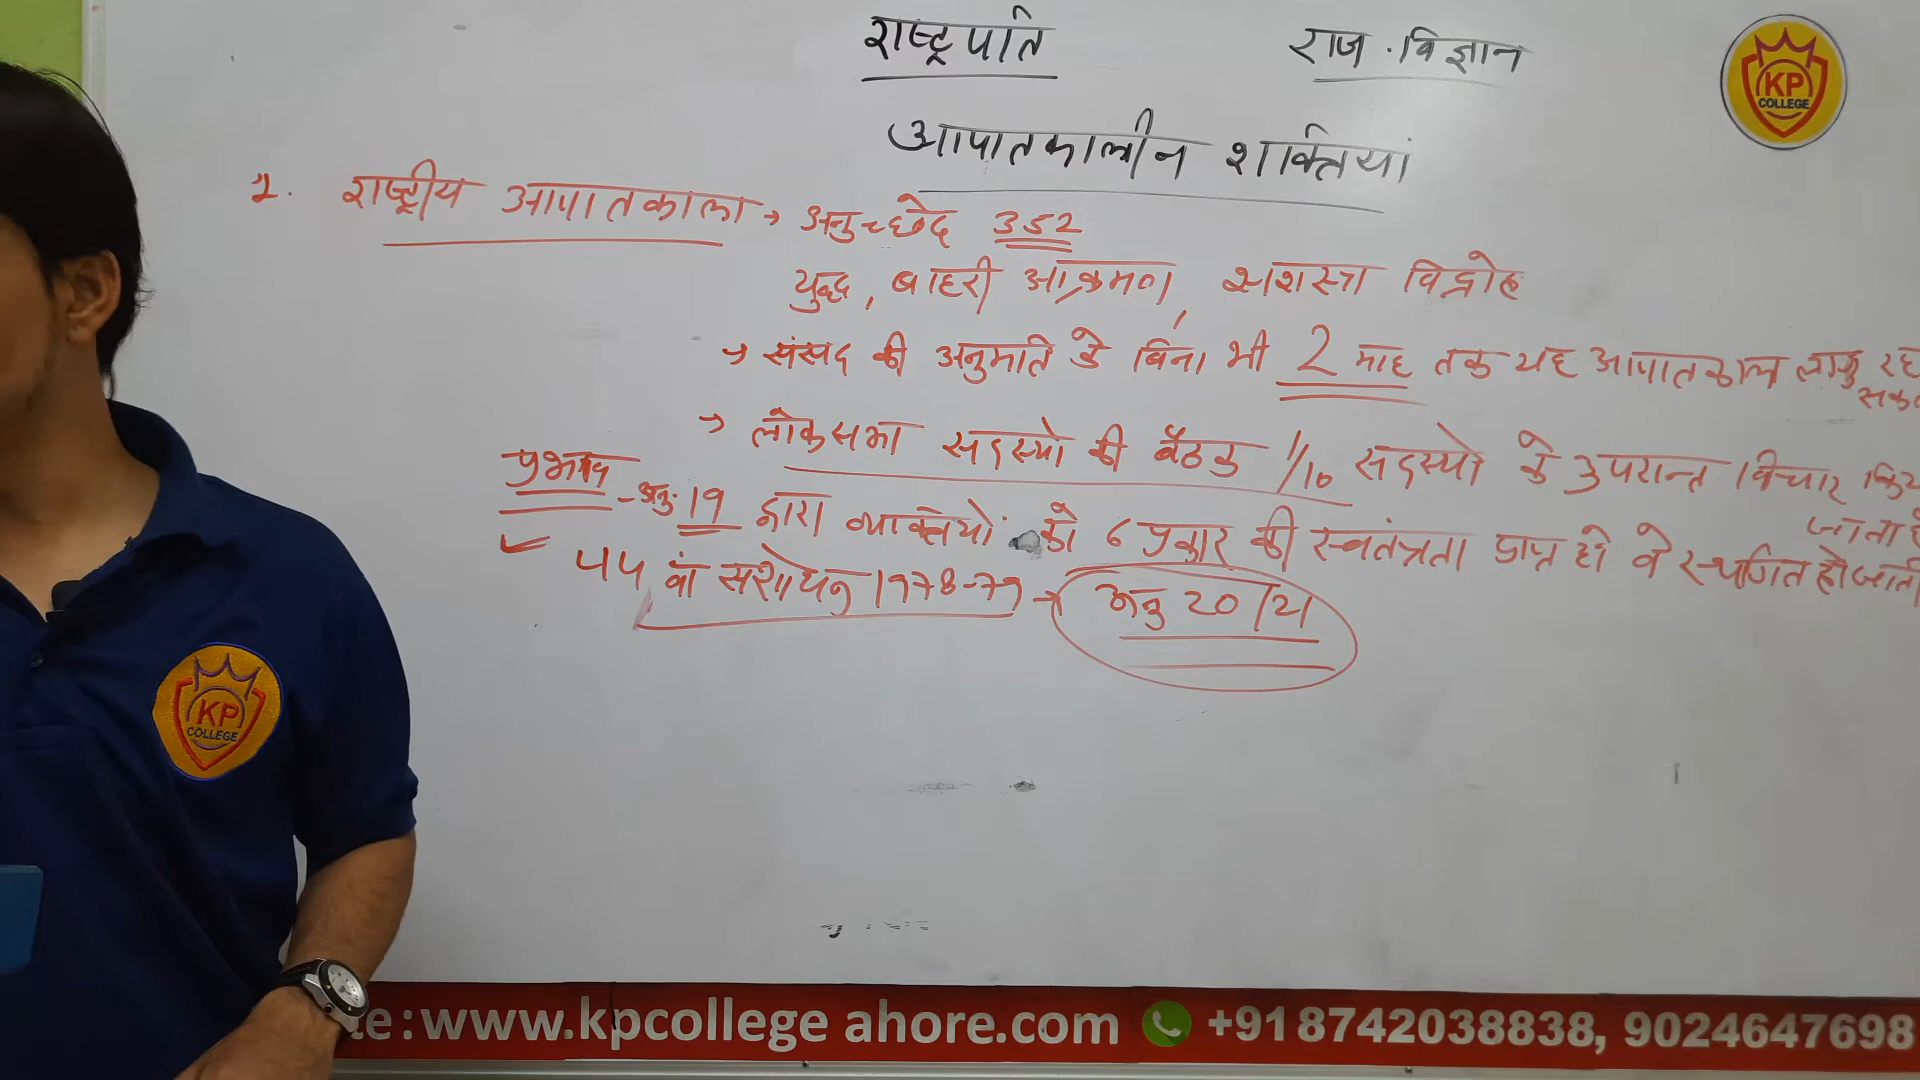 राष्ट्रपति
राज. विज्ञान
आपातकालीन शक्तियां
1. राष्ट्रीय आपातकाल → अनुच्छेद 352
युद्ध, बाहरी आक्रमण, सशस्त्र विद्रोह
→ संसद की अनुमति के बिना भी 2 माह तक यह आपातकाल लागु रह
सक
→ लोकसभा सदस्यो की बैठक 1/10 सदस्यो के उपरान्त विचार किय
जाता है
प्रभाव - अनु. 19 द्वारा व्यक्तियों को 6 प्रकार की स्वतंत्रता प्राप्त हो वे स्थगित हो जाती
44 वां संशोधन 1978-79 → अनु 20/21
KP
COLLEGE
KP
COLLEGE
te:www.kpcollege ahore.com +91 8742038838, 9024647698